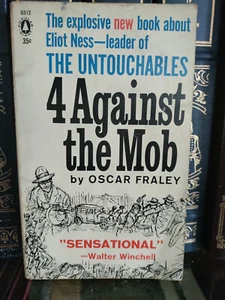 G512
35¢
The explosive new book about
Eliot Ness—leader of
THE UNTOUCHABLES
4 Against
the Mob
by OSCAR FRALEY
"SENSATIONAL"
—Walter Winchell